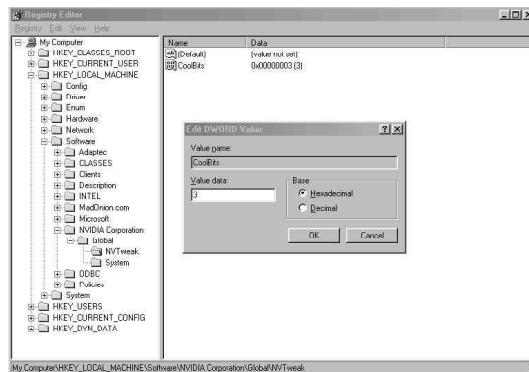 Registry Editor
Registry Edit View Help
My Computer
HKEY_CLASSES_ROOT
HKEY_CURRENT_USER
HKEY_LOCAL_MACHINE
Config
Driver
Enum
Hardware
Network
Software
Adaptec
CLASSES
Clients
Description
INTEL
MadOnion.com
Microsoft
NVIDIA Corporation
Global
NVTweak
System
ODBC
Policies
System
HKEY_USERS
HKEY_CURRENT_CONFIG
HKEY_DYN_DATA
Name Data
(Default) (value not set)
CoolBits 0x00000003 (3)
Edit DWORD Value
Value name:
CoolBits
Value data:
3
Base
Hexadecimal
Decimal
OK Cancel
My Computer\HKEY_LOCAL_MACHINE\Software\NVIDIA Corporation\Global\NVTweak